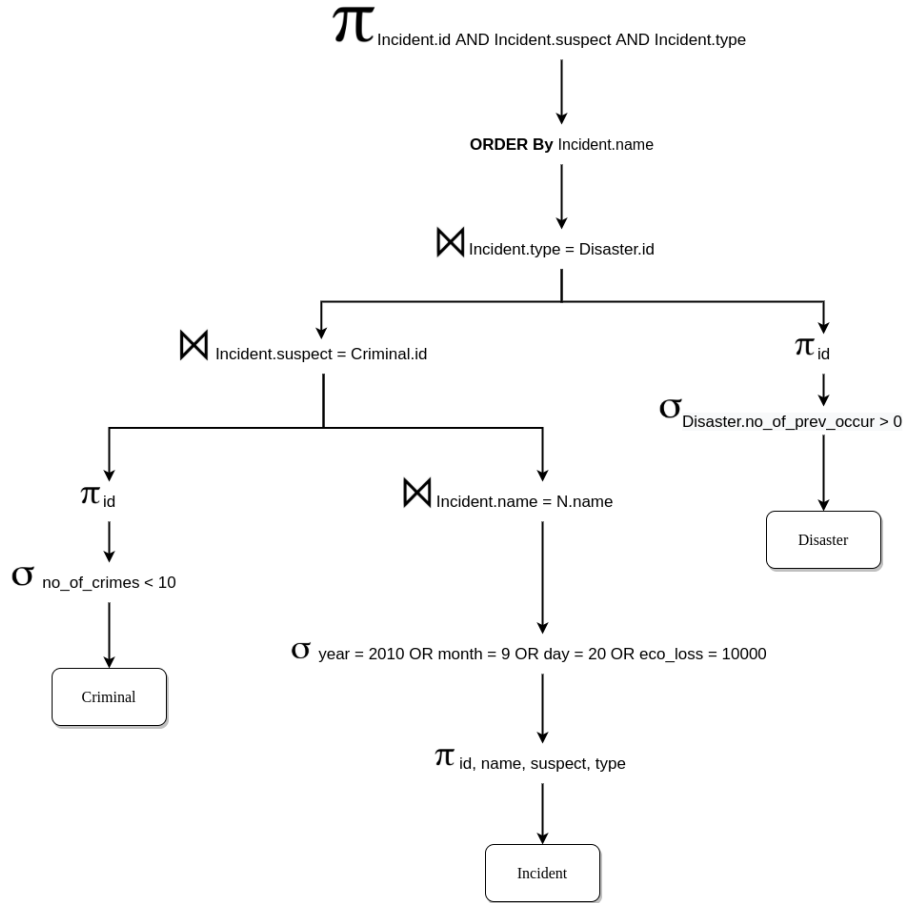 π Incident.id AND Incident.suspect AND Incident.type
ORDER By Incident.name
⋈ Incident.type = Disaster.id
⋈ Incident.suspect = Criminal.id
π id
σ Disaster.no_of_prev_occur > 0
Disaster
π id
σ no_of_crimes < 10
Criminal
⋈ Incident.name = N.name
σ year = 2010 OR month = 9 OR day = 20 OR eco_loss = 10000
π id, name, suspect, type
Incident